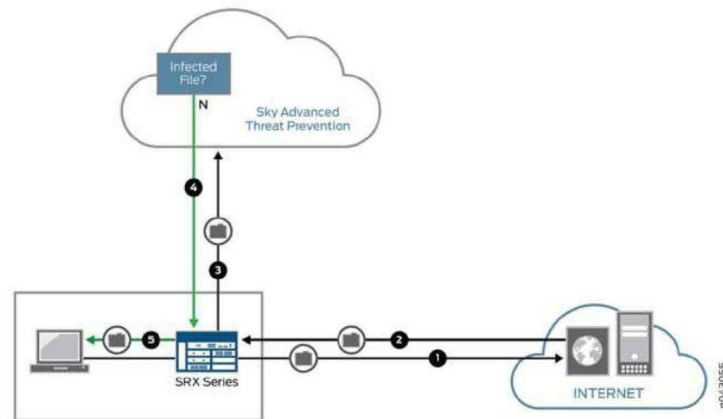 Infected
File?
N
Sky Advanced
Threat Prevention
4
3
5
2
1
SRX Series
INTERNET